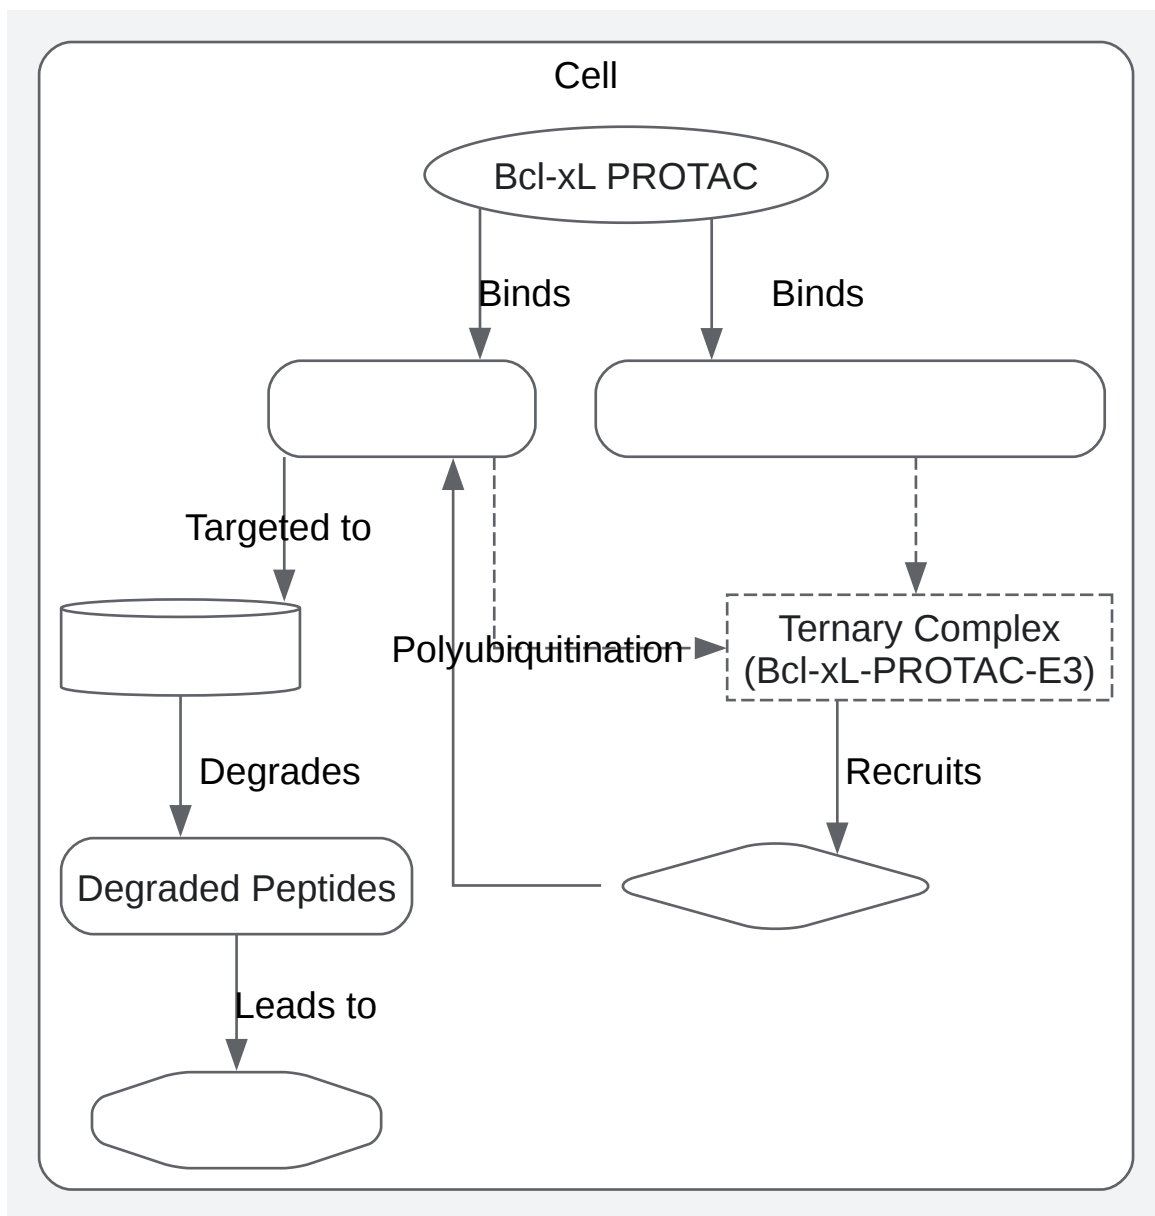 Cell
Bcl-xL PROTAC
Binds
Binds
Targeted to
Polyubiquitination
Ternary Complex
(Bcl-xL-PROTAC-E3)
Degrades
Recruits
Degraded Peptides
Leads to